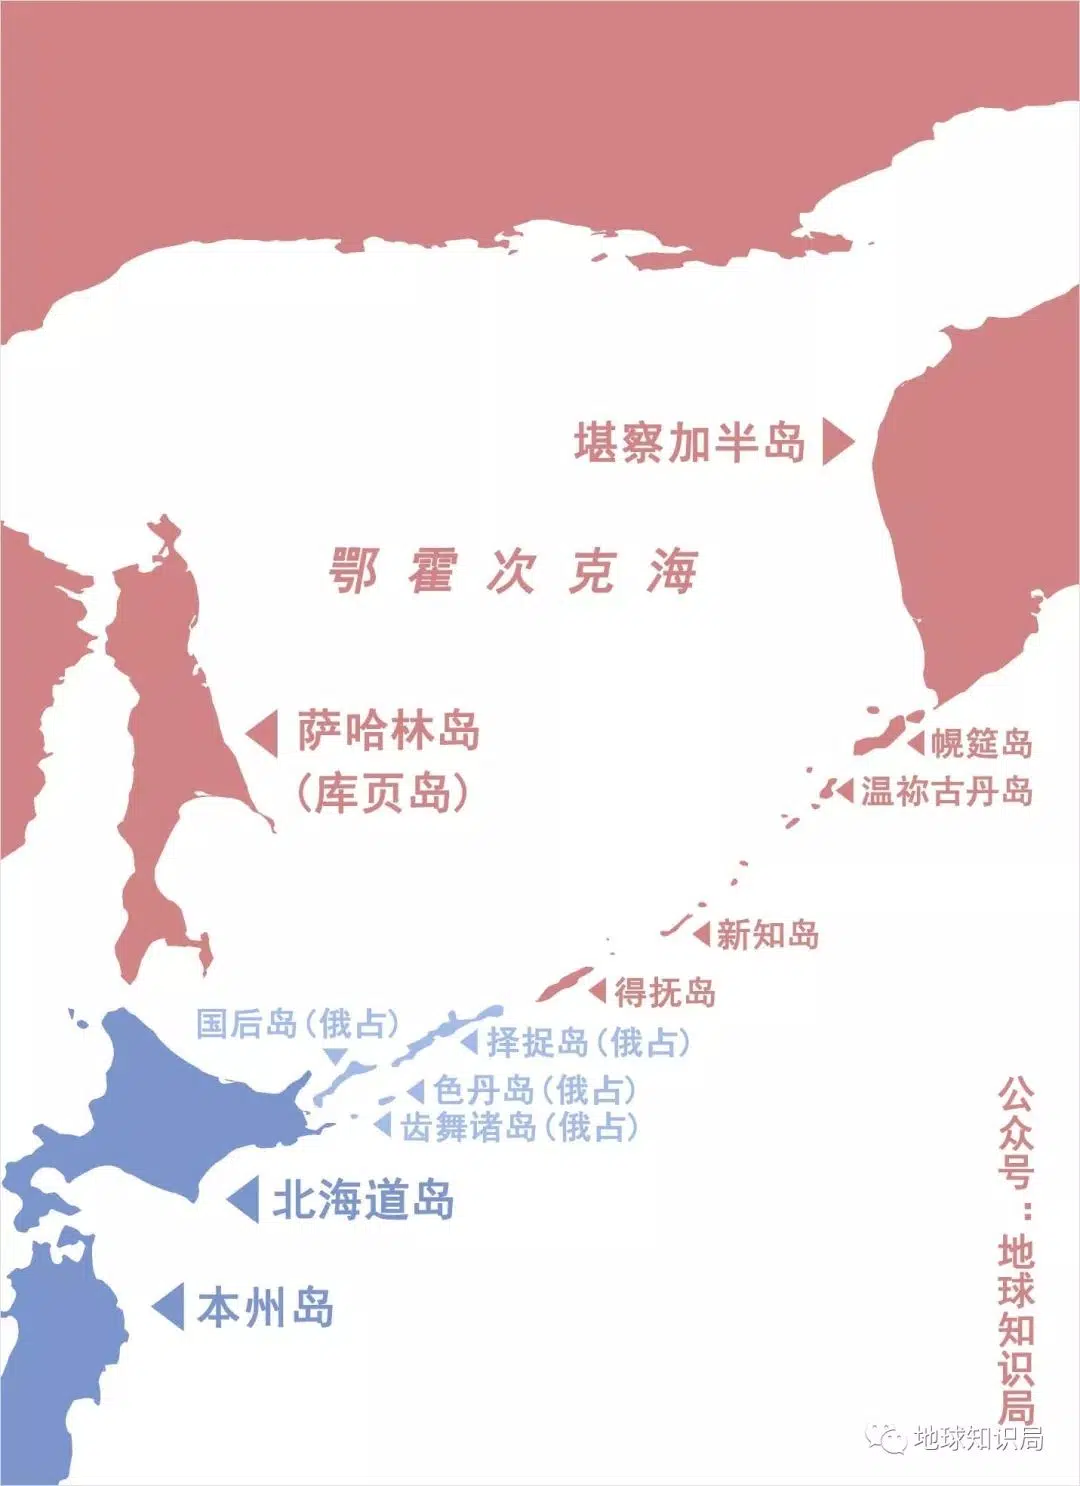 堪察加半岛
鄂霍次克海
萨哈林岛
(库页岛)
幌筵岛
温祢古丹岛
新知岛
得抚岛
国后岛(俄占)
择捉岛(俄占)
色丹岛(俄占)
齿舞诸岛(俄占)
北海道岛
本州岛
公众号：地球知识局
地球知识局